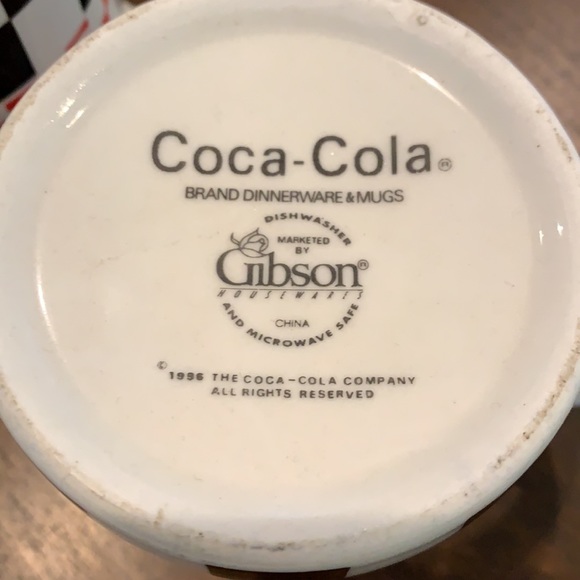 Coca-Cola®
BRAND DINNERWARE & MUGS
DISHWASHER
MARKETED
BY
Gibson®
HOUSEWARES
CHINA
AND MICROWAVE SAFE
© 1996 THE COCA-COLA COMPANY
ALL RIGHTS RESERVED